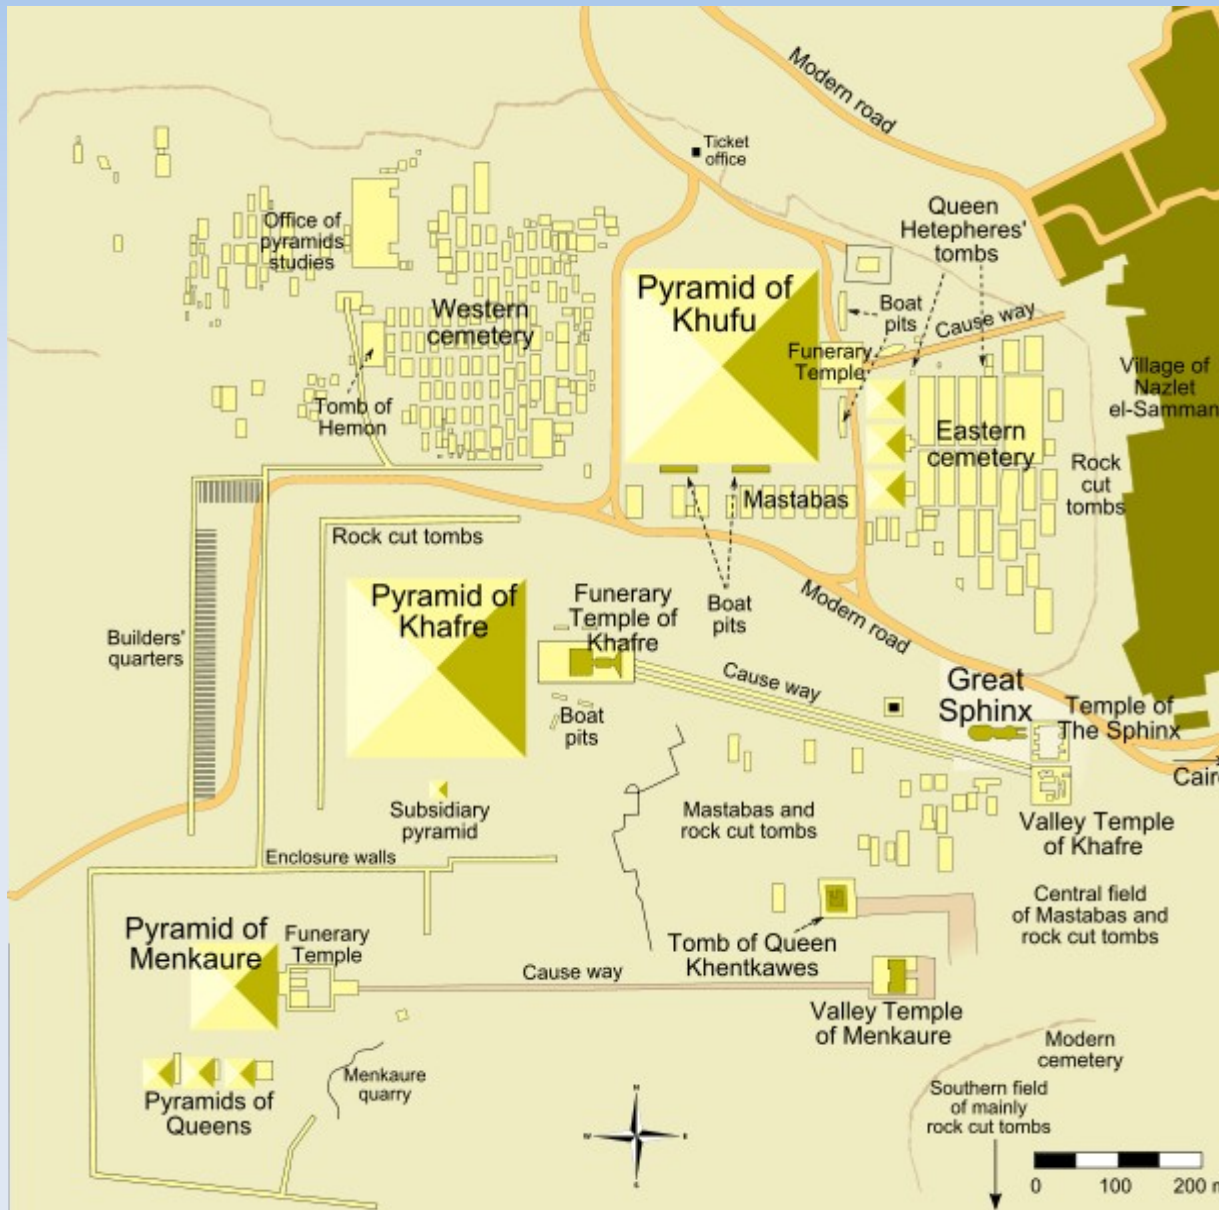 Modern road
Ticket
office
Queen
Hetepheres'
tombs
Office of
pyramids
studies
Pyramid of
Khufu
Boat
pits
Cause way
Western
cemetery
Funerary
Temple
Village of
Nazlet
el-Samman
Tomb of
Hemon
Eastern
cemetery
Rock
cut
tombs
Mastabas
Rock cut tombs
Pyramid of
Khafre
Funerary
Temple of
Khafre
Boat
pits
Modern road
Builders'
quarters
Cause way
Great
Sphinx
Temple of
The Sphinx
Boat
pits
Cairo
Subsidiary
pyramid
Mastabas and
rock cut tombs
Valley Temple
of Khafre
Enclosure walls
Central field
of Mastabas and
rock cut tombs
Pyramid of
Menkaure
Funerary
Temple
Tomb of Queen
Khentkawes
Cause way
Valley Temple
of Menkaure
Modern
cemetery
Menkaure
quarry
Pyramids of
Queens
Southern field
of mainly
rock cut tombs
N
W
E
S
0 100 200 m